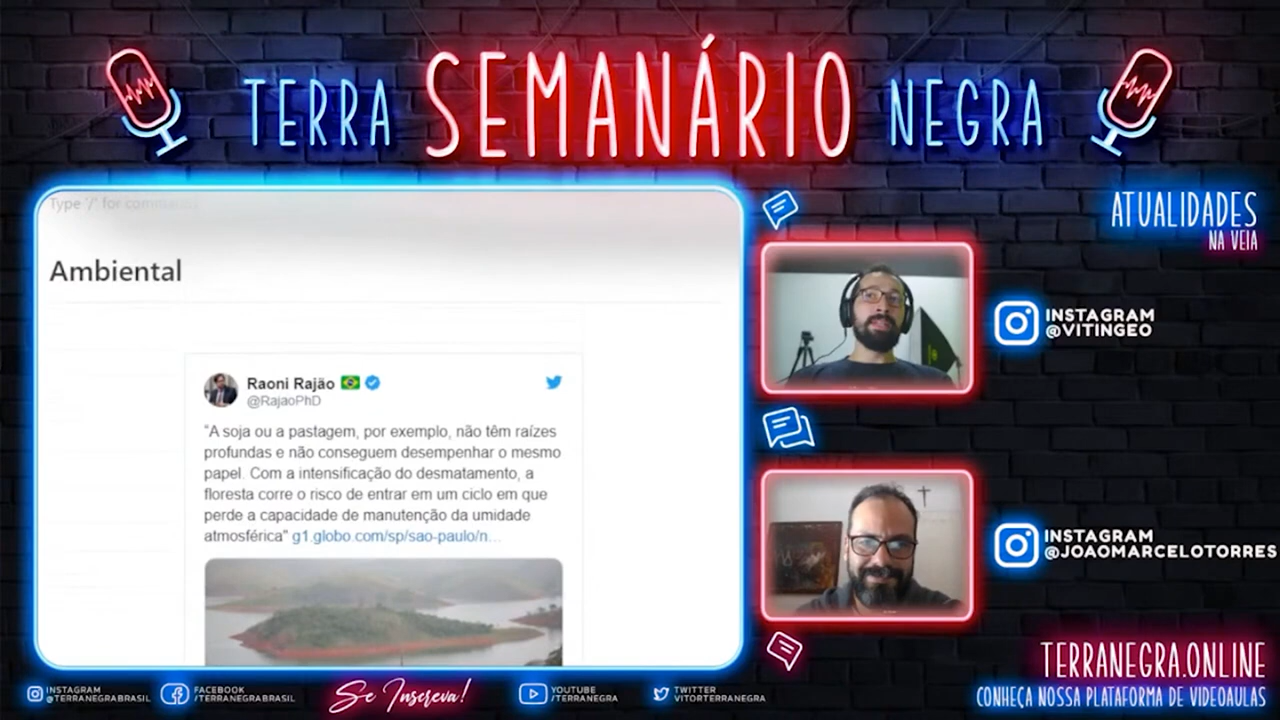 TERRA SEMANÁRIO NEGRA
Type '/' for commands
Ambiental
Raoni Rajão
@RajaoPhD
"A soja ou a pastagem, por exemplo, não têm raízes
profundas e não conseguem desempenhar o mesmo
papel. Com a intensificação do desmatamento, a
floresta corre o risco de entrar em um ciclo em que
perde a capacidade de manutenção da umidade
atmosférica" g1.globo.com/sp/sao-paulo/n...
ATUALIDADES
NA VEIA
INSTAGRAM
@VITINGEO
INSTAGRAM
@JOAOMARCELOTORRES
TERRANEGRA.ONLINE
CONHEÇA NOSSA PLATAFORMA DE VIDEOAULAS
INSTAGRAM
@TERRANEGRABRASIL
FACEBOOK
/TERRANEGRABRASIL
Se Inscreva!
YOUTUBE
/TERRANEGRA
TWITTER
VITORTERRANEGRA